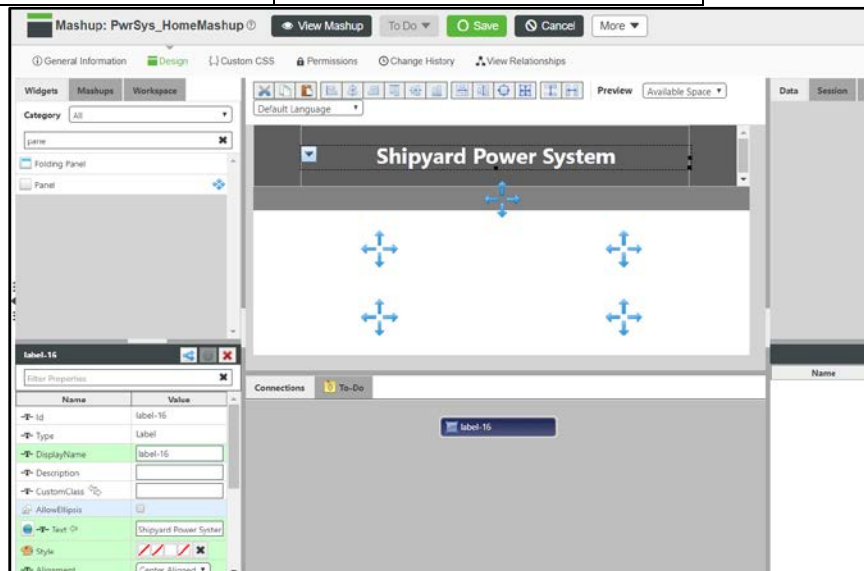 Mashup: PwrSys_HomeMashup
View Mashup
To Do
Save
Cancel
More
General Information
Design
Custom CSS
Permissions
Change History
View Relationships
Widgets
Mashups
Workspace
Category
All
pane
Folding Panel
Panel
Default Language
Preview
Available Space
Shipyard Power System
Data
Session
label-16
Filter Properties
Name
Value
Id
label-16
Type
Label
DisplayName
label-16
Description
CustomClass
AllowEllipsis
Text
Shipyard Power System
Style
Alignment
Center Aligned
Connections
To-Do
label-16
Name